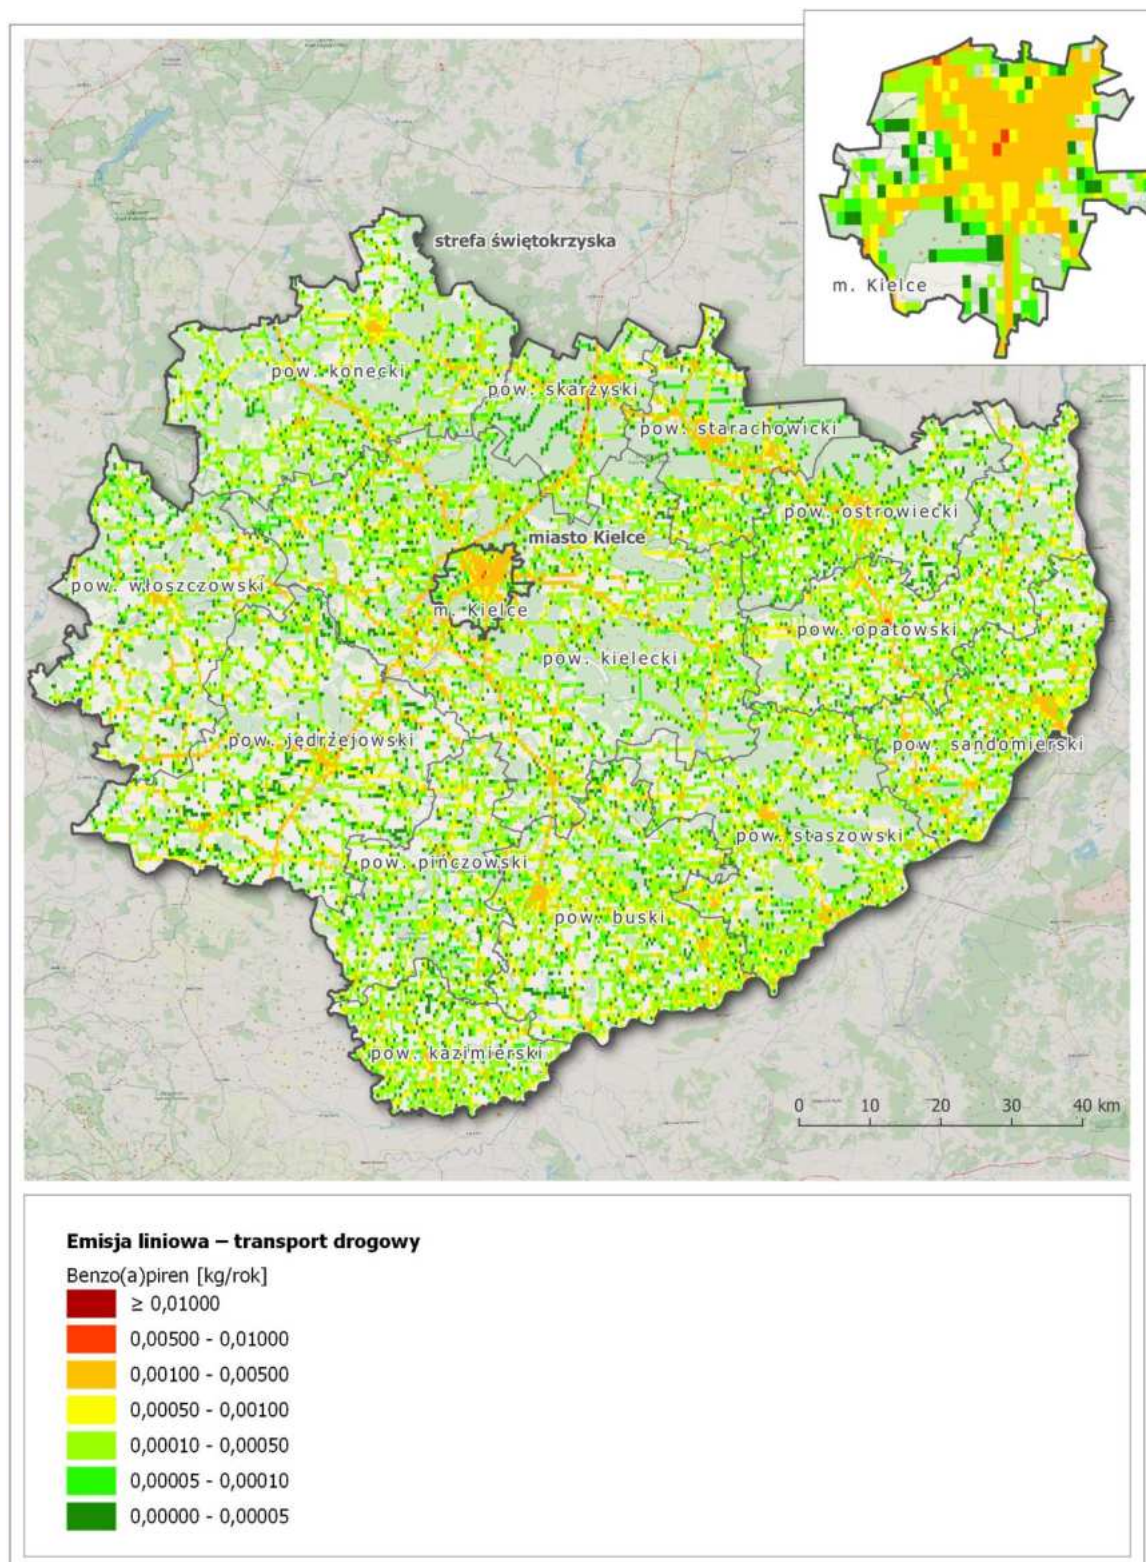 m. Kielce
strefa świętokrzyska
pow. konecki
pow. skarżyski
pow. starachowicki
pow. ostrowiecki
miasto Kielce
pow. włoszczowski
m. Kielce
pow. opatowski
pow. kielecki
pow. jędrzejowski
pow. sandomierski
pow. staszowski
pow. pińczowski
pow. buski
pow. kazimierski
0 10 20 30 40 km
Emisja liniowa – transport drogowy
Benzo(a)piren [kg/rok]
≥ 0,01000
0,00500 - 0,01000
0,00100 - 0,00500
0,00050 - 0,00100
0,00010 - 0,00050
0,00005 - 0,00010
0,00000 - 0,00005